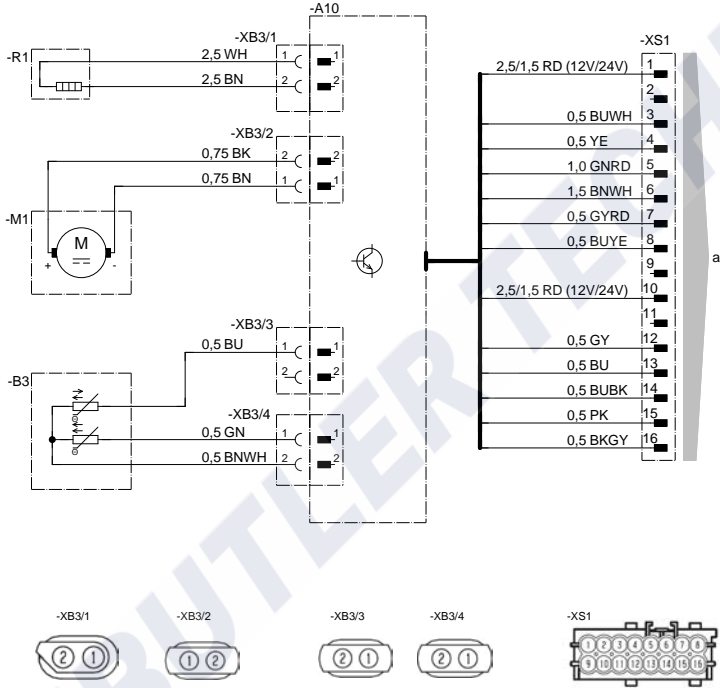 -A10
-XB3/1
-XS1
-R1
2,5 WH 1 1
2,5 BN 2 2
-XB3/2
0,75 BK 2 2
0,75 BN 1 1
-M1
M
+ -
-XB3/3
0,5 BU 1 1
2 2
-B3
-XB3/4
0,5 GN 1 1
0,5 BNWH 2 2
2,5/1,5 RD (12V/24V) 1
2
0,5 BUWH 3
0,5 YE 4
1,0 GNRD 5
1,5 BNWH 6
0,5 GYRD 7
0,5 BUYE 8
9
2,5/1,5 RD (12V/24V) 10
11
0,5 GY 12
0,5 BU 13
0,5 BUBK 14
0,5 PK 15
0,5 BKGY 16
a
-XB3/1 -XB3/2 -XB3/3 -XB3/4 -XS1
2 1 1 2 2 1 2 1
1 2 3 4 5 6 7 8
9 10 11 12 13 14 15 16
BUTLER TECH